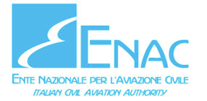 ENAC
ENTE NAZIONALE PER L'AVIAZIONE CIVILE
ITALIAN CIVIL AVIATION AUTHORITY